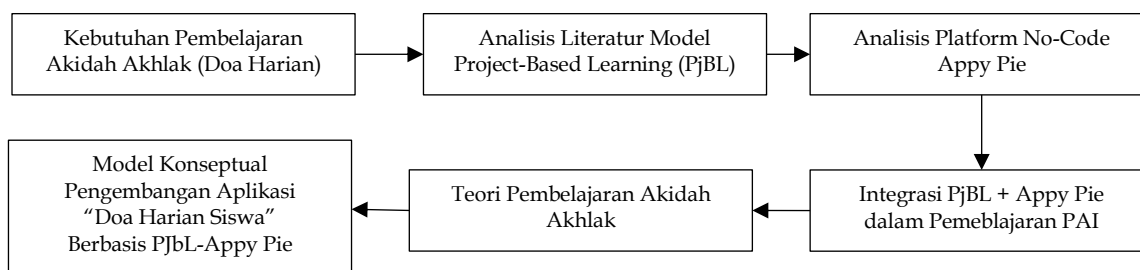 Kebutuhan Pembelajaran
Akidah Akhlak (Doa Harian)
Analisis Literatur Model
Project-Based Learning (PjBL)
Analisis Platform No-Code
Appy Pie
Integrasi PjBL + Appy Pie
dalam Pemeblajaran PAI
Teori Pembelajaran Akidah
Akhlak
Model Konseptual
Pengembangan Aplikasi
“Doa Harian Siswa”
Berbasis PJbL-Appy Pie